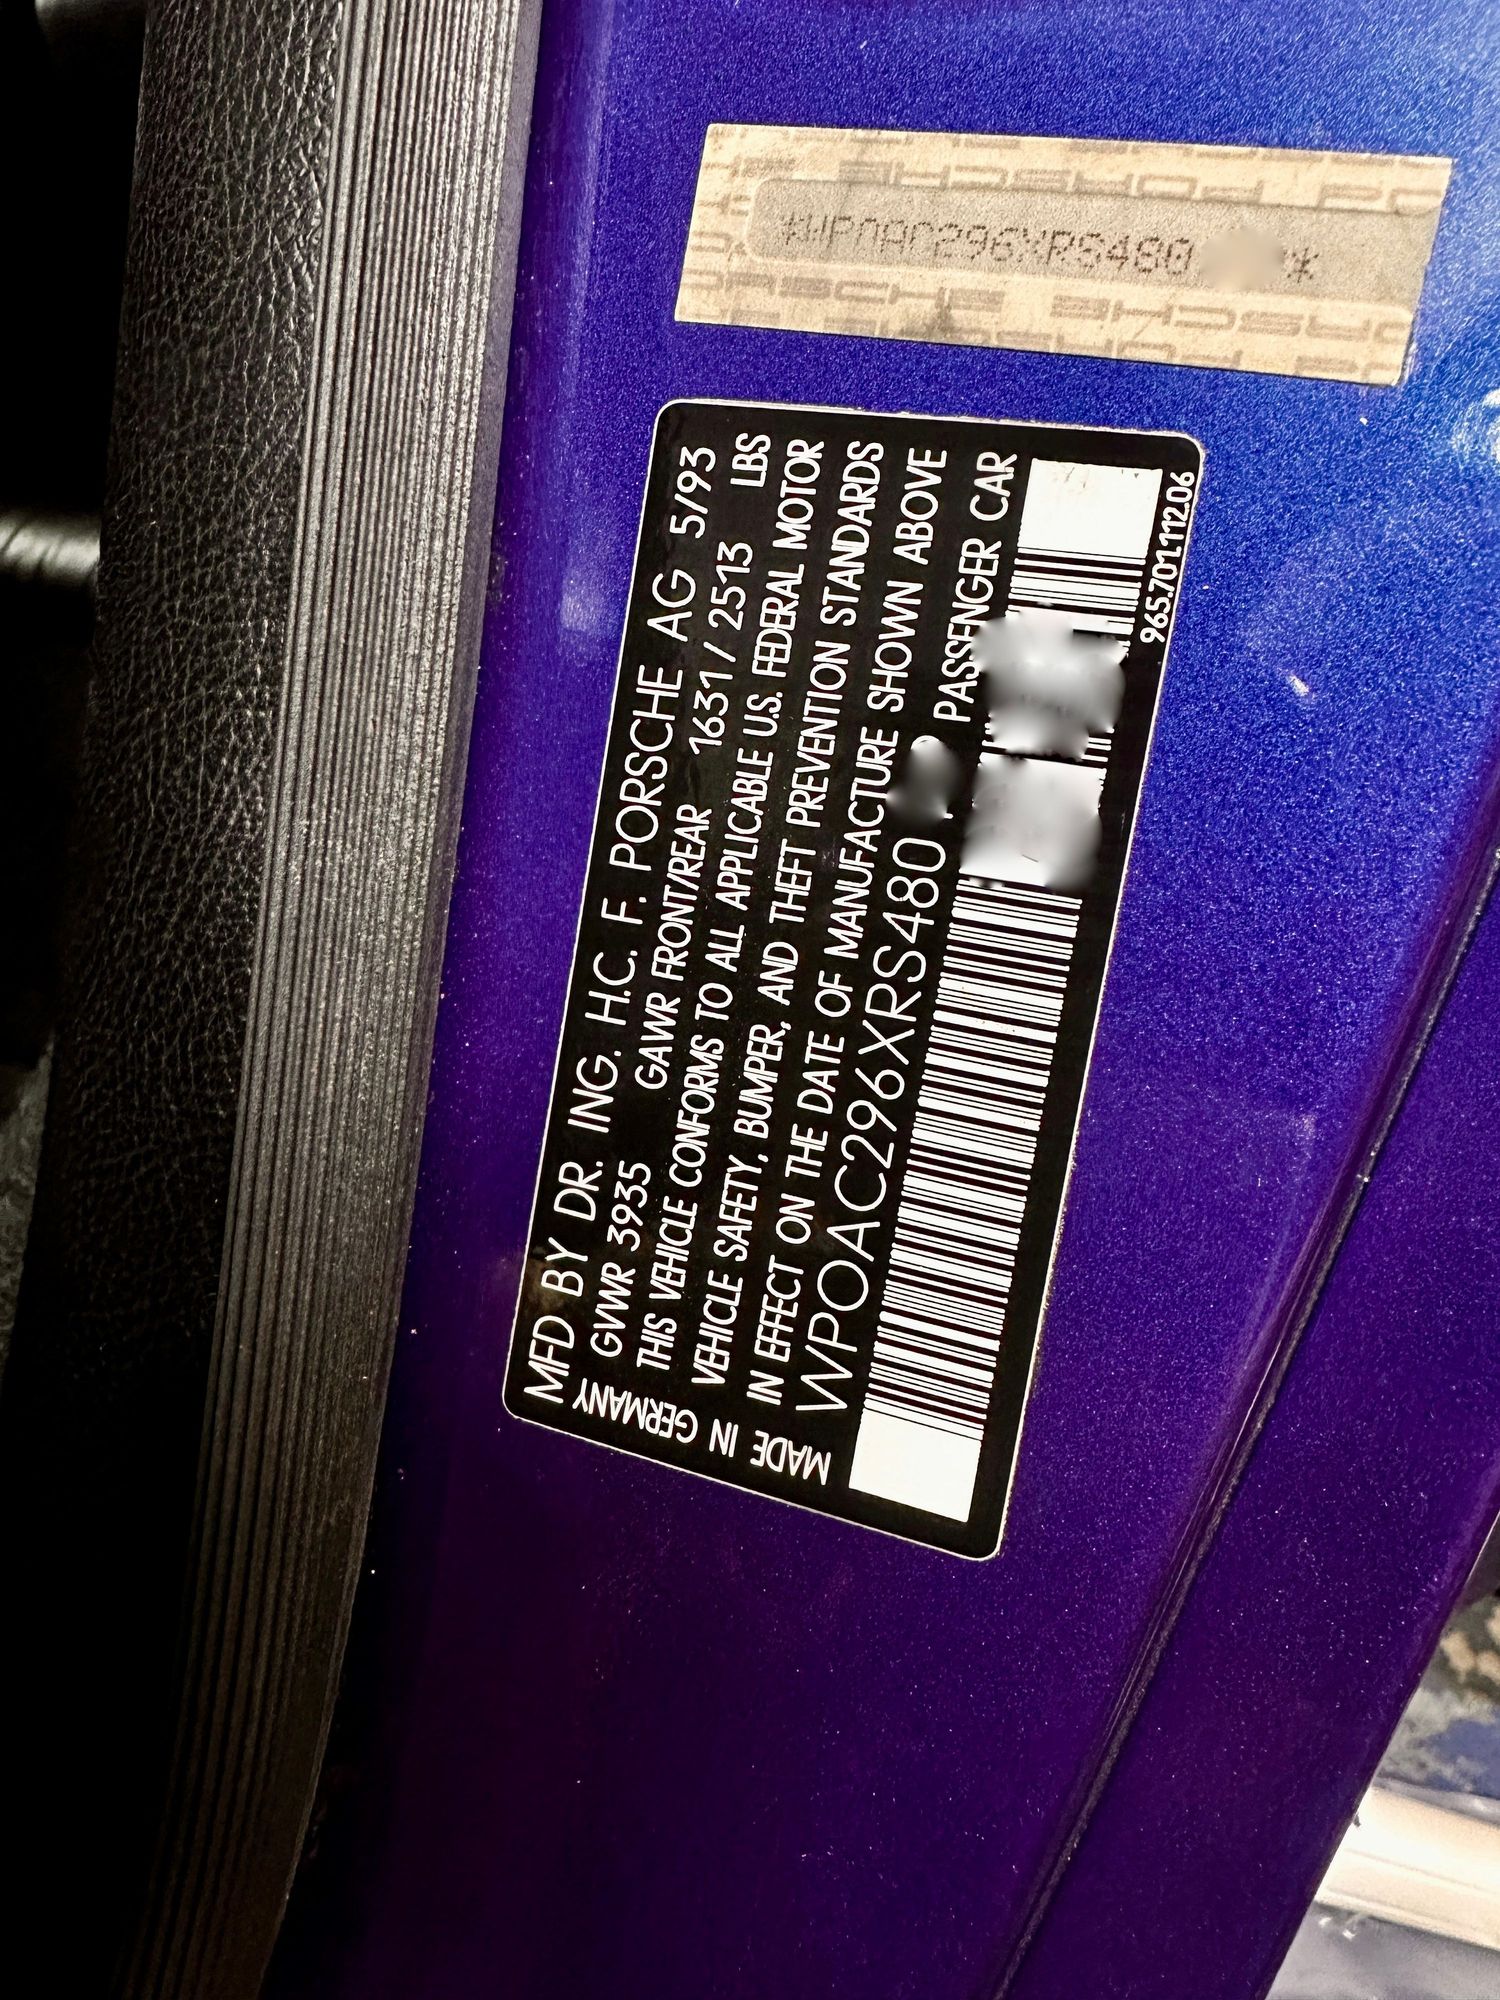 *WP0AC296XRS480 *
MFD BY DR. ING. H.C. F. PORSCHE AG 5/93
GVWR 3935 GAWR FRONT/REAR 1631/2513 LBS
THIS VEHICLE CONFORMS TO ALL APPLICABLE U.S. FEDERAL MOTOR
VEHICLE SAFETY, BUMPER, AND THEFT PREVENTION STANDARDS
IN EFFECT ON THE DATE OF MANUFACTURE SHOWN ABOVE
WPOAC296XRS480 PASSENGER CAR
MADE IN GERMANY
965.701.112.06